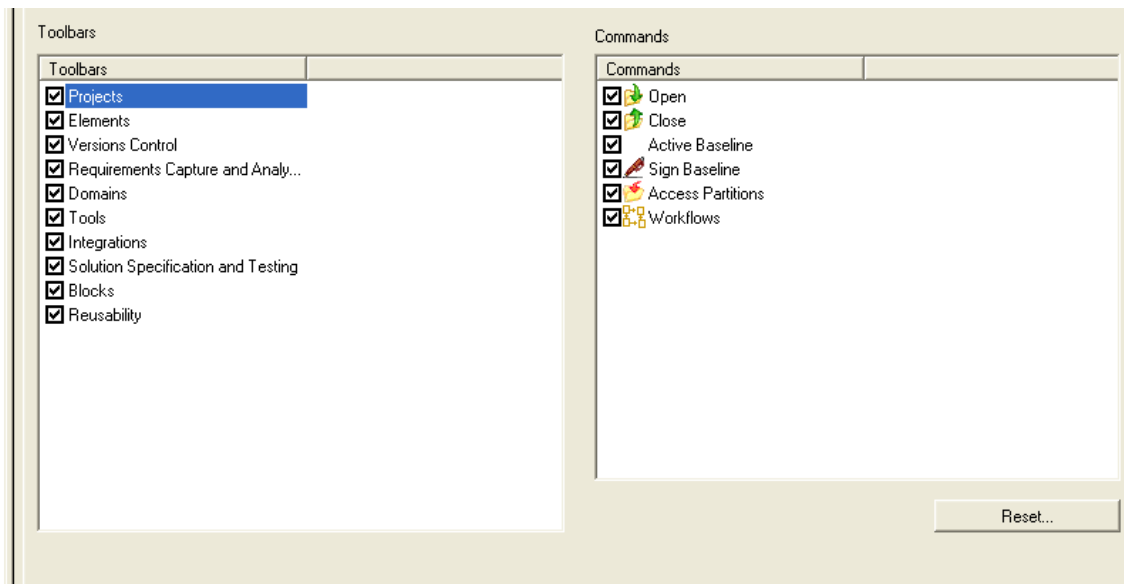 Toolbars
Toolbars
Projects
Elements
Versions Control
Requirements Capture and Analy...
Domains
Tools
Integrations
Solution Specification and Testing
Blocks
Reusability
Commands
Commands
Open
Close
Active Baseline
Sign Baseline
Access Partitions
Workflows
Reset...